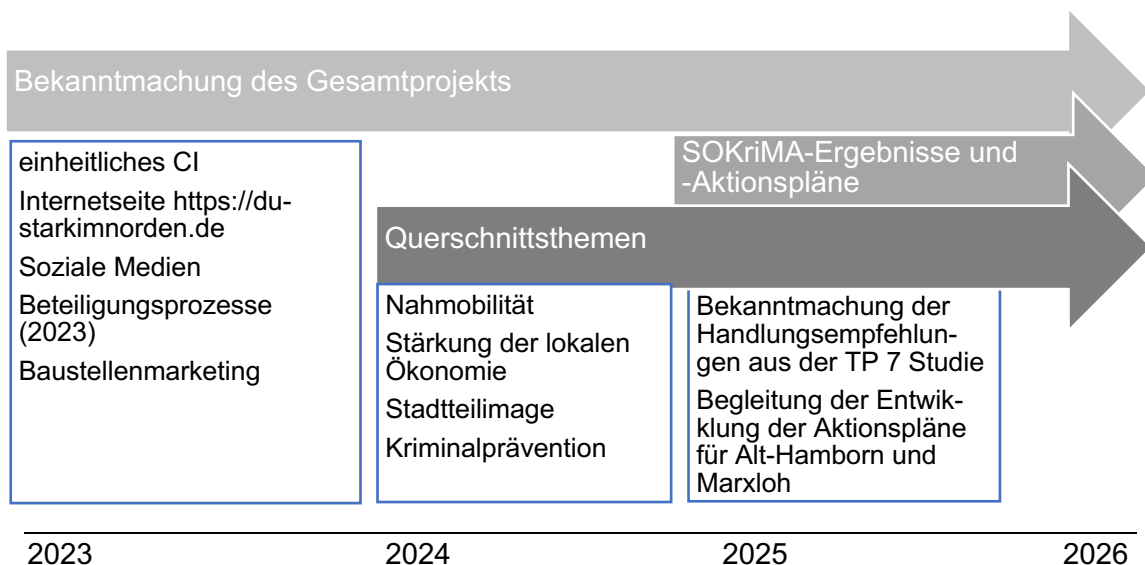 Bekanntmachung des Gesamtprojekts
einheitliches CI
Internetseite https://du-
starkimnorden.de
Soziale Medien
Beteiligungsprozesse
(2023)
Baustellenmarketing
SOKriMA-Ergebnisse und
-Aktionspläne
Querschnittsthemen
Nahmobilität
Stärkung der lokalen
Ökonomie
Stadtteilimage
Kriminalprävention
Bekanntmachung der
Handlungsempfehlun-
gen aus der TP 7 Studie
Begleitung der Entwik-
klung der Aktionspläne
für Alt-Hamborn und
Marxloh
2023 2024 2025 2026